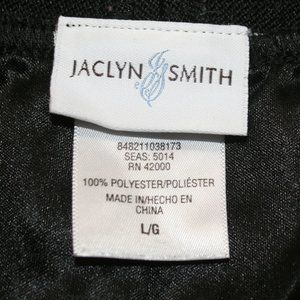 JACLYN SMITH
848211038173
SEAS: 5014
RN 42000
100% POLYESTER/POLIÉSTER
MADE IN/HECHO EN
CHINA
L/G